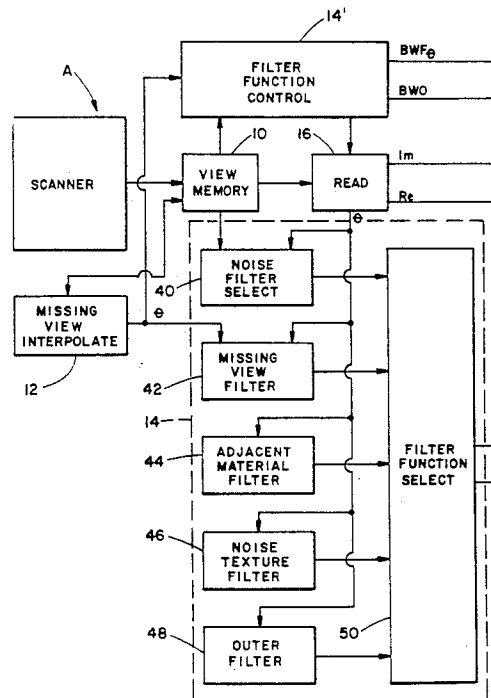 14'
A
FILTER
FUNCTION
CONTROL
BWFθ
BWO
10
16
SCANNER
VIEW
MEMORY
READ
Im
Re
θ
40
NOISE
FILTER
SELECT
MISSING
VIEW
INTERPOLATE
θ
12
42
MISSING
VIEW
FILTER
14
44
ADJACENT
MATERIAL
FILTER
FILTER
FUNCTION
SELECT
46
NOISE
TEXTURE
FILTER
48
OUTER
FILTER
50